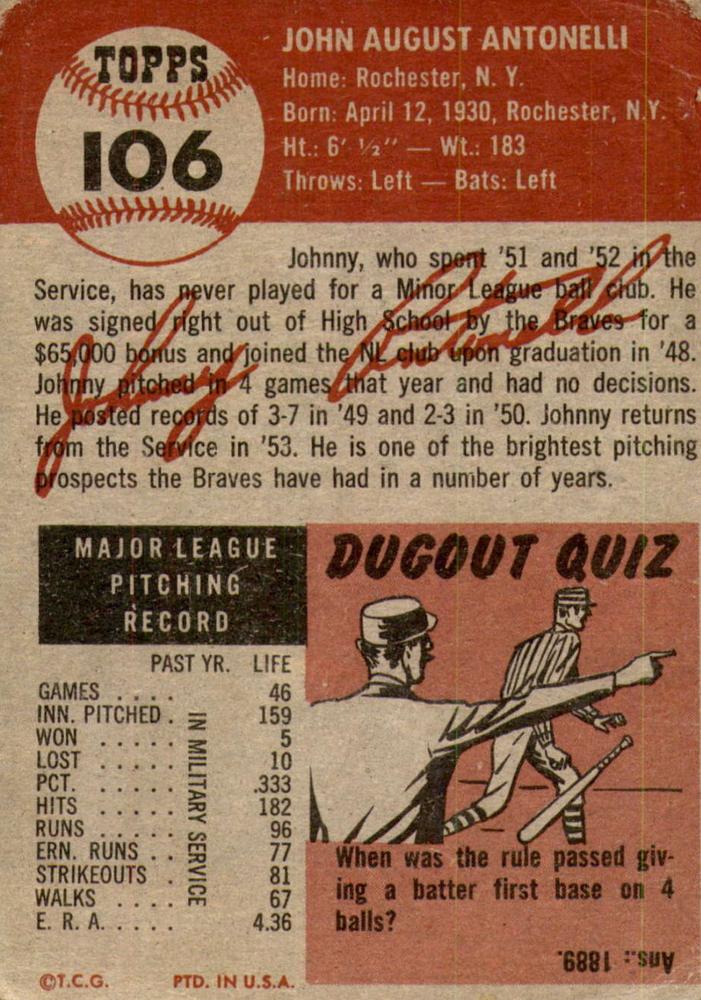 TOPPS
106
JOHN AUGUST ANTONELLI
Home: Rochester, N. Y.
Born: April 12, 1930, Rochester, N.Y.
Ht.: 6' ½" — Wt.: 183
Throws: Left — Bats: Left
Johnny, who spent '51 and '52 in the
Service, has never played for a Minor League ball club. He
was signed right out of High School by the Braves for a
$65,000 bonus and joined the NL club upon graduation in '48.
Johnny pitched in 4 games that year and had no decisions.
He posted records of 3-7 in '49 and 2-3 in '50. Johnny returns
from the Service in '53. He is one of the brightest pitching
prospects the Braves have had in a number of years.
Johnny Antonelli
MAJOR LEAGUE
PITCHING
RECORD
PAST YR. LIFE
GAMES . . . . 46
INN. PITCHED . 159
WON . . . . . 5
LOST . . . . . 10
PCT. . . . . . .333
HITS . . . . . 182
RUNS . . . . . 96
ERN. RUNS . . 77
STRIKEOUTS . 81
WALKS . . . . 67
E. R. A. . . . . 4.36
IN MILITARY SERVICE
DUGOUT QUIZ
When was the rule passed giv-
ing a batter first base on 4
balls?
Ans.: 1889.
©T.C.G. PTD. IN U.S.A.